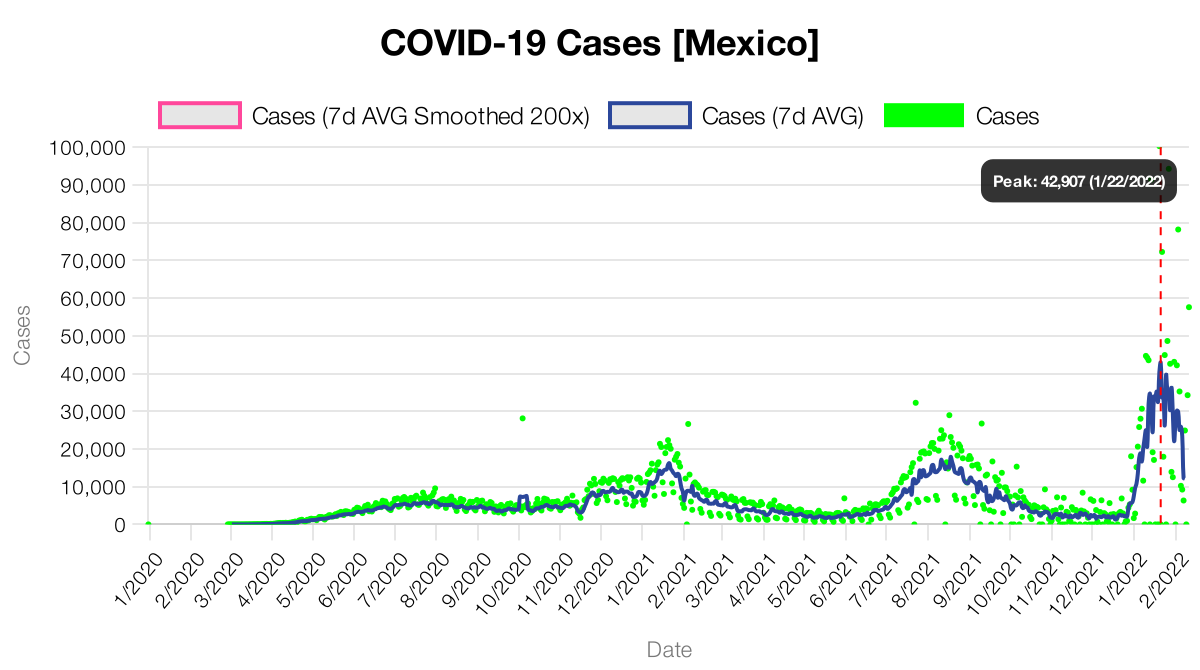 COVID-19 Cases [Mexico]
Cases (7d AVG Smoothed 200x) Cases (7d AVG) Cases
100,000
90,000
80,000
70,000
60,000
50,000
40,000
30,000
20,000
10,000
0
Cases
Peak: 42,907 (1/22/2022)
1/2020 2/2020 3/2020 4/2020 5/2020 6/2020 7/2020 8/2020 9/2020 10/2020 11/2020 12/2020 1/2021 2/2021 3/2021 4/2021 5/2021 6/2021 7/2021 8/2021 9/2021 10/2021 11/2021 12/2021 1/2022 2/2022
Date